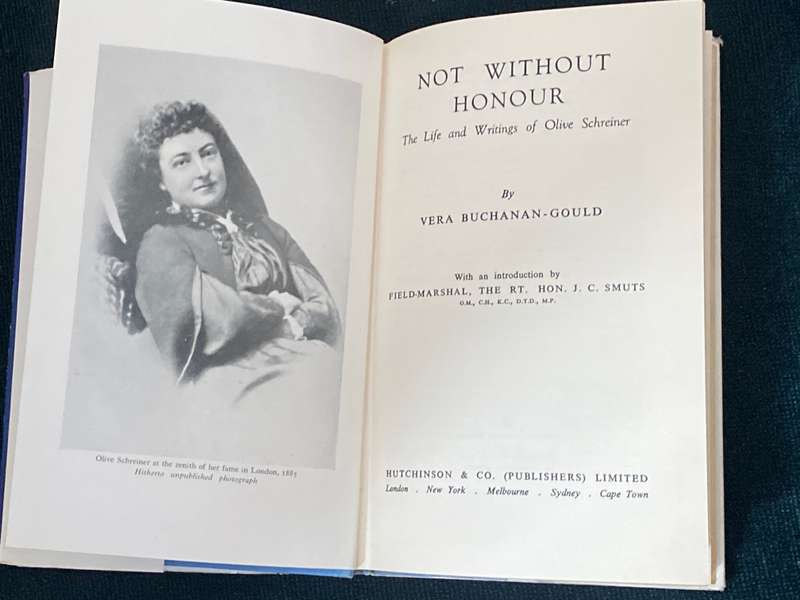 Olive Schreiner at the zenith of her fame in London, 1885
Hitherto unpublished photograph
NOT WITHOUT
HONOUR
The Life and Writings of Olive Schreiner
By
VERA BUCHANAN-GOULD
With an introduction by
FIELD-MARSHAL, THE RT. HON. J. C. SMUTS
O.M., C.H., K.C., D.T.D., M.P.
HUTCHINSON & CO. (PUBLISHERS) LIMITED
London . New York . Melbourne . Sydney . Cape Town